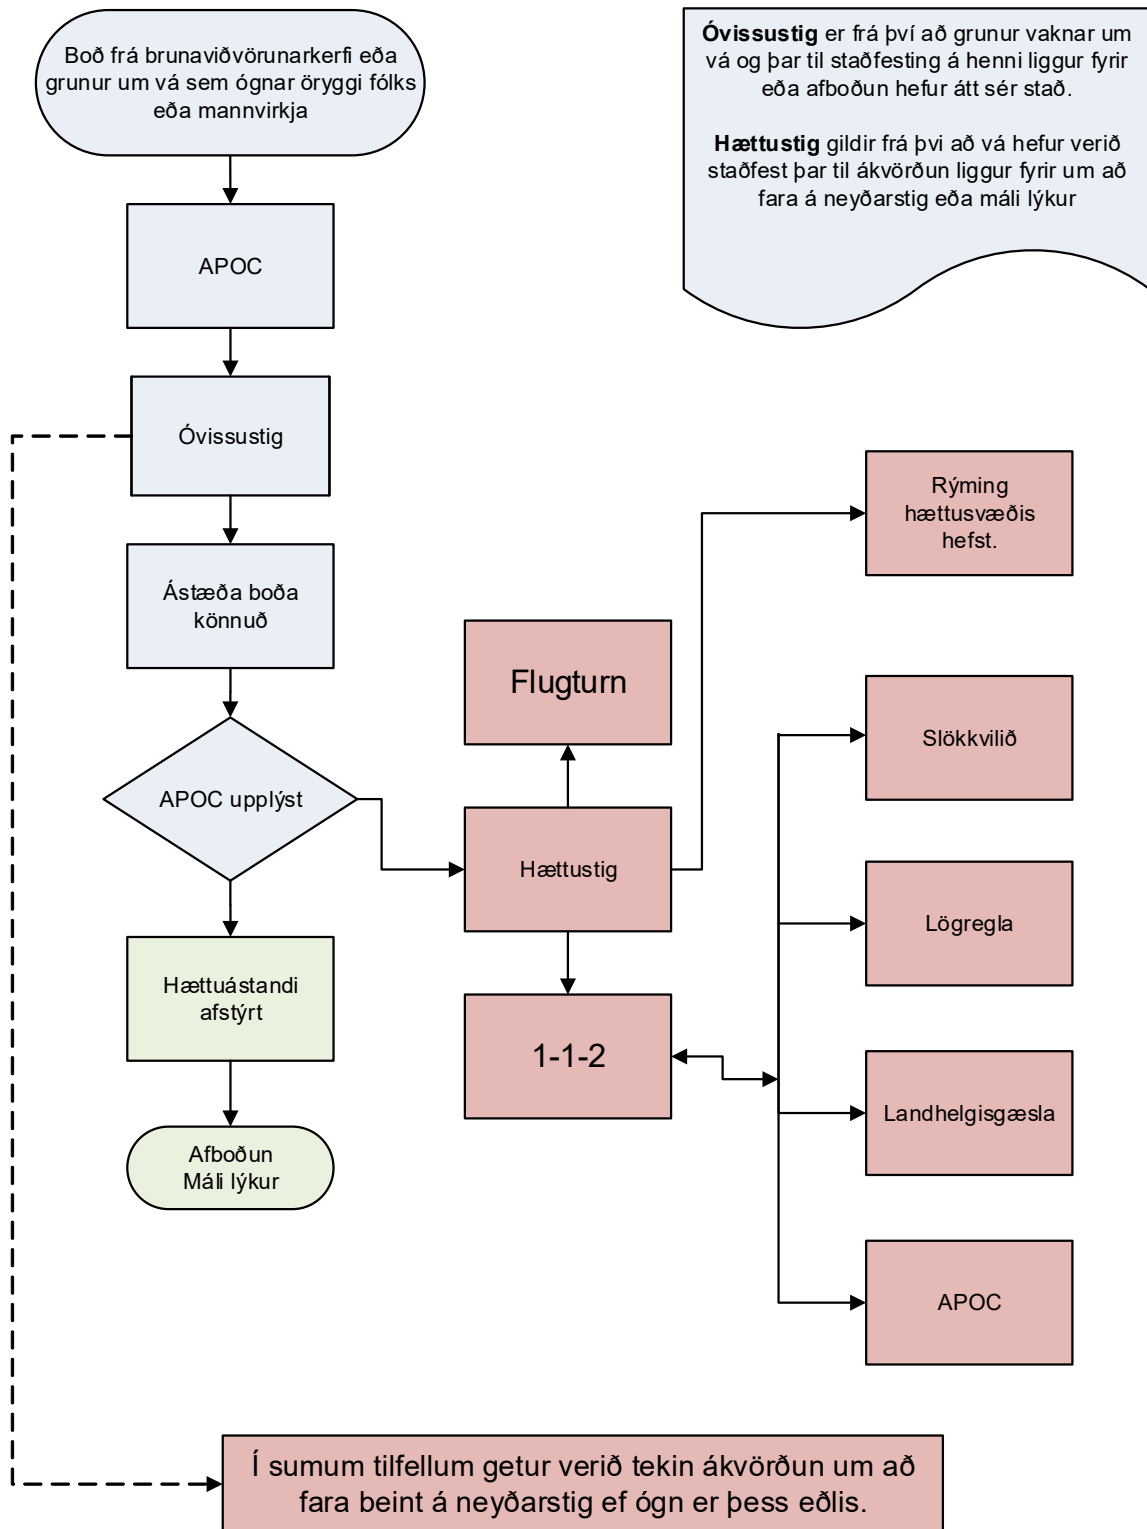 Boð frá brunaviðvörunarkerfi eða
grunur um vá sem ógnar öryggi fólks
eða mannvirkja
Óvissustig er frá því að grunur vaknar um
vá og þar til staðfesting á henni liggur fyrir
eða afboðun hefur átt sér stað.
Hættustig gildir frá þvi að vá hefur verið
staðfest þar til ákvörðun liggur fyrir um að
fara á neyðarstig eða máli lýkur
APOC
Óvissustig
Ástæða boða
könnuð
APOC upplýst
Hættuástandi
afstýrt
Afboðun
Máli lýkur
Flugturn
Hættustig
1-1-2
Rýming
hættusvæðis
hefst.
Slökkvilið
Lögregla
Landhelgisgæsla
APOC
Í sumum tilfellum getur verið tekin ákvörðun um að
fara beint á neyðarstig ef ógn er þess eðlis.